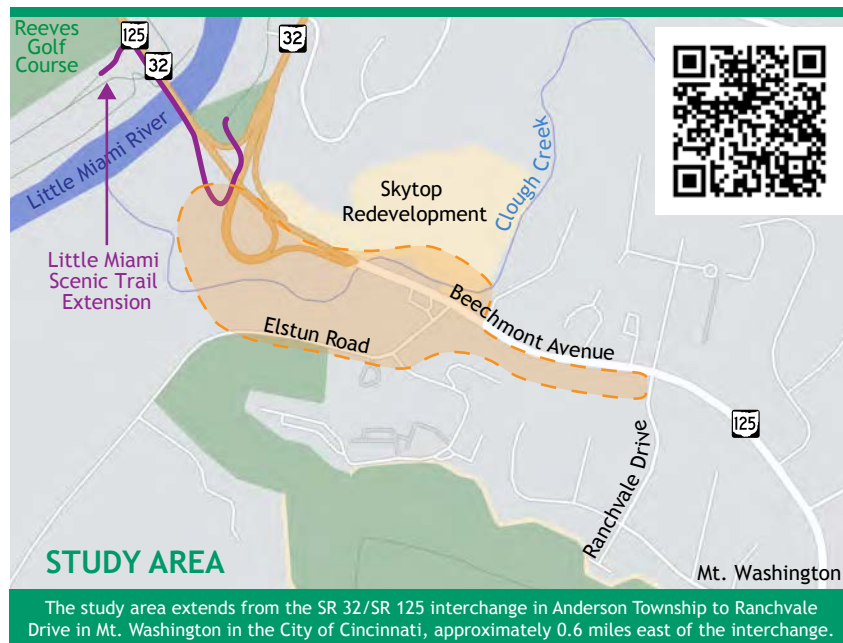 Reeves
Golf
Course
125
32
32
Little Miami River
Little Miami
Scenic Trail
Extension
Skytop
Redevelopment
Clough Creek
Beechmont Avenue
Elstun Road
Ranchvale Drive
125
Mt. Washington
STUDY AREA
The study area extends from the SR 32/SR 125 interchange in Anderson Township to Ranchvale
Drive in Mt. Washington in the City of Cincinnati, approximately 0.6 miles east of the interchange.